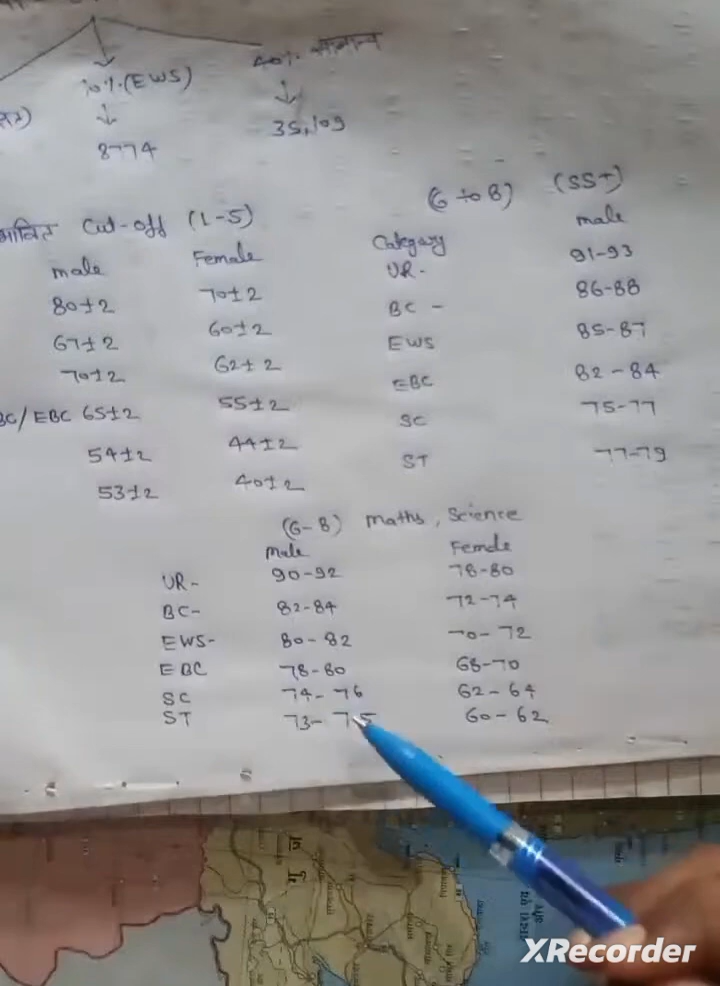 10%(EWS) 40% सामान्य
8774 35,109
Cut-off (1-5) (6 to 8) (SST)
male Female Category male
80±2 70±2 UR- 91-93
67±2 60±2 BC - 86-88
70±2 62±2 EWS 85-87
BC/EBC 65±2 55±2 EBC 82-84
54±2 44±2 SC 75-77
53±2 40±2 ST 77-79
(6-8) maths, Science
male Female
UR- 90-92 78-80
BC- 82-84 72-74
EWS- 80-82 70-72
EBC 78-80 68-70
SC 74-76 62-64
ST 73-75 60-62
XRecorder